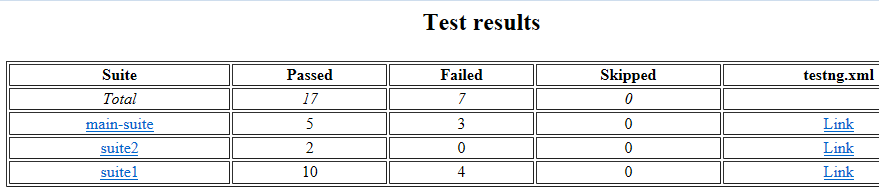 Test results
Suite Passed Failed Skipped testng.xml
Total 17 7 0
main-suite 5 3 0 Link
suite2 2 0 0 Link
suite1 10 4 0 Link